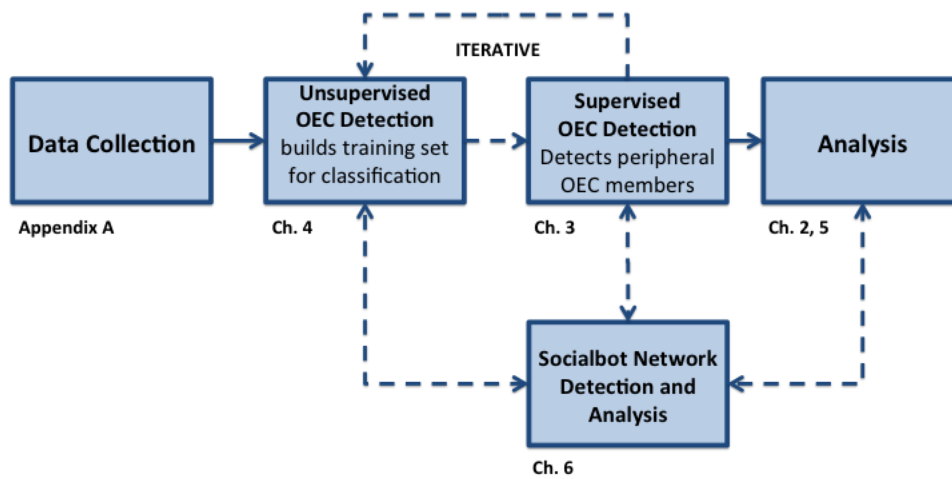 ITERATIVE
Data Collection
Unsupervised
OEC Detection
builds training set
for classification
Supervised
OEC Detection
Detects peripheral
OEC members
Analysis
Appendix A
Ch. 4
Ch. 3
Ch. 2, 5
Socialbot Network
Detection and
Analysis
Ch. 6